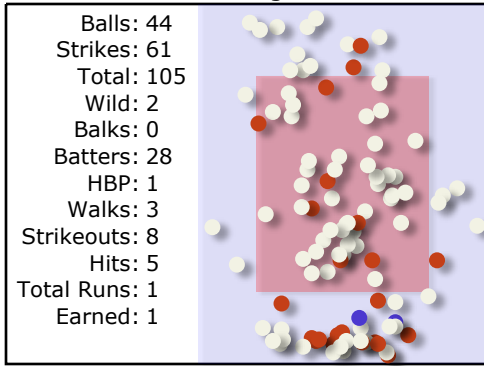 Balls: 44
Strikes: 61
Total: 105
Wild: 2
Balks: 0
Batters: 28
HBP: 1
Walks: 3
Strikeouts: 8
Hits: 5
Total Runs: 1
Earned: 1